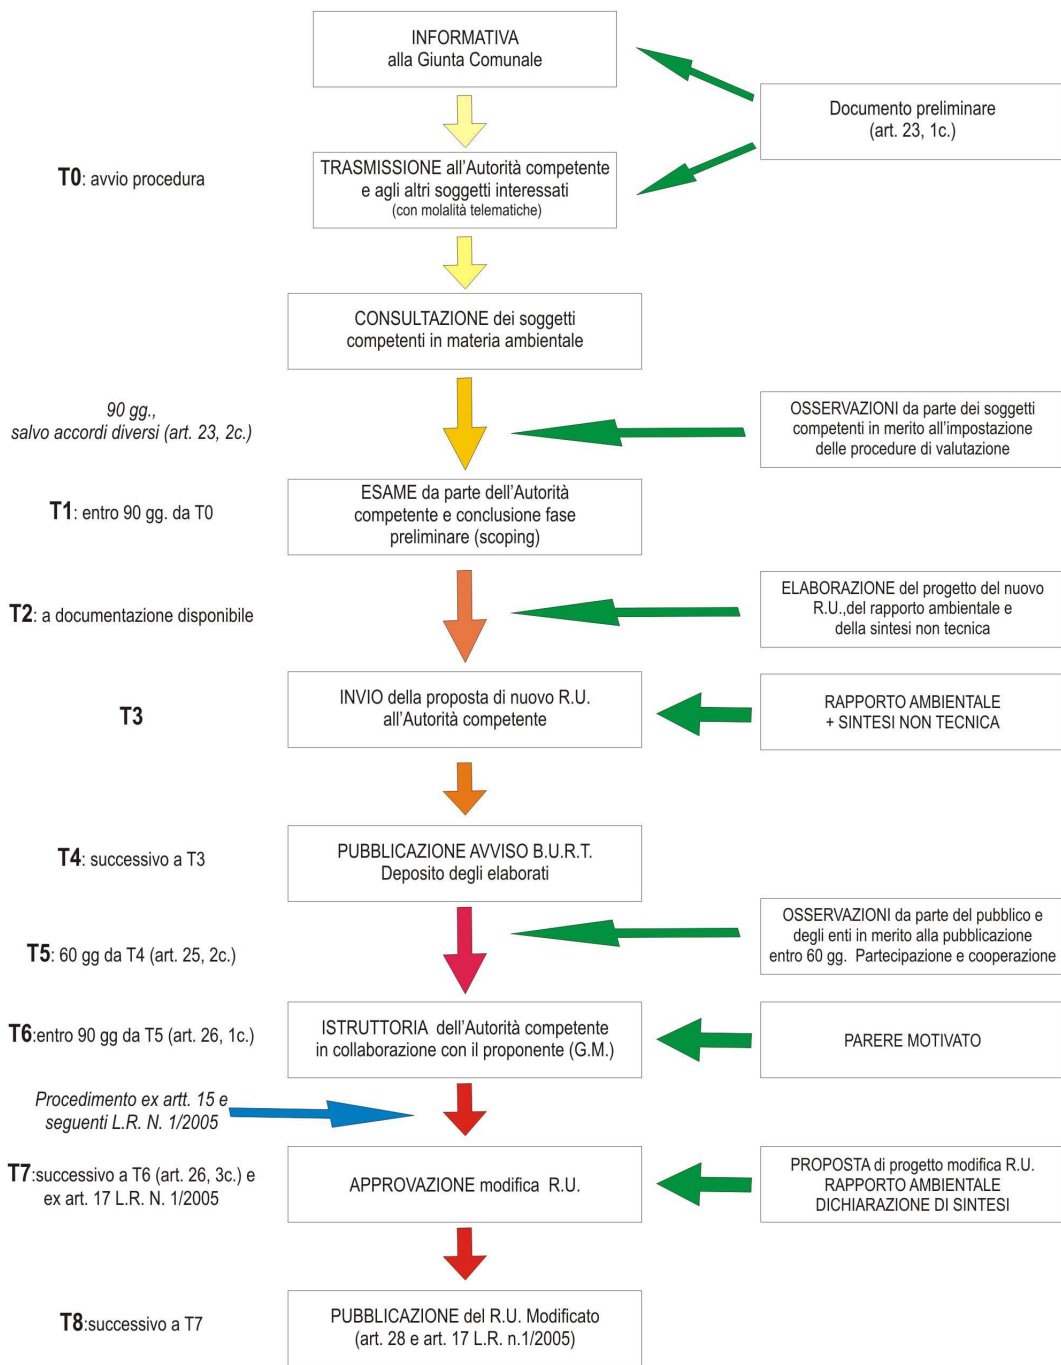 INFORMATIVA
alla Giunta Comunale
Documento preliminare
(art. 23, 1c.)
T0: avvio procedura
TRASMISSIONE all'Autorità competente
e agli altri soggetti interessati
(con molalità telematiche)
CONSULTAZIONE dei soggetti
competenti in materia ambientale
90 gg.,
salvo accordi diversi (art. 23, 2c.)
OSSERVAZIONI da parte dei soggetti
competenti in merito all'impostazione
delle procedure di valutazione
T1: entro 90 gg. da T0
ESAME da parte dell'Autorità
competente e conclusione fase
preliminare (scoping)
T2: a documentazione disponibile
ELABORAZIONE del progetto del nuovo
R.U.,del rapporto ambientale e
della sintesi non tecnica
T3
INVIO della proposta di nuovo R.U.
all'Autorità competente
RAPPORTO AMBIENTALE
+ SINTESI NON TECNICA
T4: successivo a T3
PUBBLICAZIONE AVVISO B.U.R.T.
Deposito degli elaborati
T5: 60 gg da T4 (art. 25, 2c.)
OSSERVAZIONI da parte del pubblico e
degli enti in merito alla pubblicazione
entro 60 gg. Partecipazione e cooperazione
T6:entro 90 gg da T5 (art. 26, 1c.)
ISTRUTTORIA dell'Autorità competente
in collaborazione con il proponente (G.M.)
PARERE MOTIVATO
Procedimento ex artt. 15 e
seguenti L.R. N. 1/2005
T7:successivo a T6 (art. 26, 3c.) e
ex art. 17 L.R. N. 1/2005
APPROVAZIONE modifica R.U.
PROPOSTA di progetto modifica R.U.
RAPPORTO AMBIENTALE
DICHIARAZIONE DI SINTESI
T8:successivo a T7
PUBBLICAZIONE del R.U. Modificato
(art. 28 e art. 17 L.R. n.1/2005)